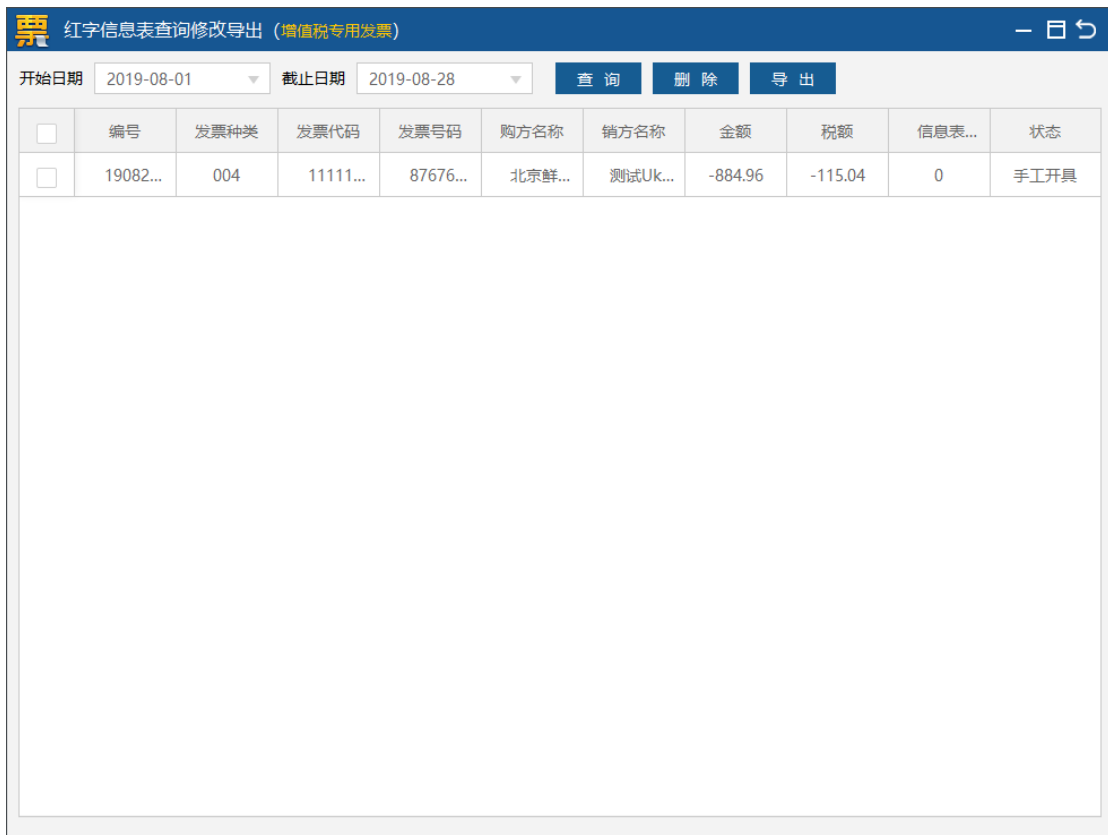 票 红字信息表查询修改导出（增值税专用发票）
开始日期 2019-08-01 截止日期 2019-08-28 查 询 删 除 导 出
编号 发票种类 发票代码 发票号码 购方名称 销方名称 金额 税额 信息表... 状态
19082... 004 11111... 87676... 北京鲜... 测试Uk... -884.96 -115.04 0 手工开具